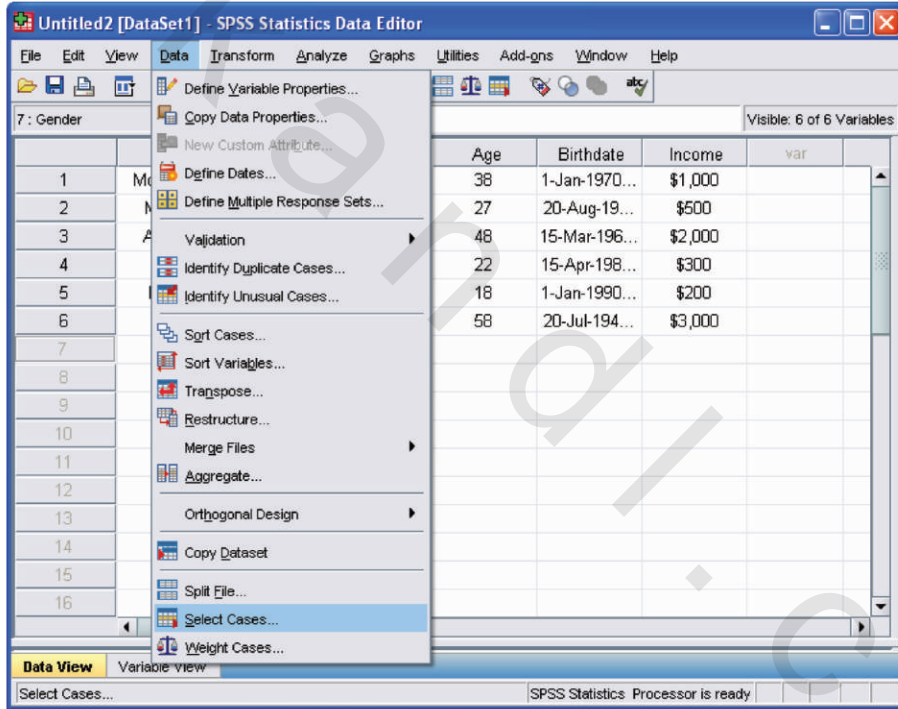 Untitled2 [DataSet1] - SPSS Statistics Data Editor
File Edit View Data Transform Analyze Graphs Utilities Add-ons Window Help
7 : Gender
Visible: 6 of 6 Variables
Define Variable Properties...
Copy Data Properties...
New Custom Attribute...
Define Dates...
Define Multiple Response Sets...
Validation
Identify Duplicate Cases...
Identify Unusual Cases...
Sort Cases...
Sort Variables...
Transpose...
Restructure...
Merge Files
Aggregate...
Orthogonal Design
Copy Dataset
Split File...
Select Cases...
Weight Cases...
Age Birthdate Income var
1 38 1-Jan-1970... $1,000
2 27 20-Aug-19... $500
3 48 15-Mar-196... $2,000
4 22 15-Apr-198... $300
5 18 1-Jan-1990... $200
6 58 20-Jul-194... $3,000
7
8
9
10
11
12
13
14
15
16
Data View Variable View
Select Cases...
SPSS Statistics Processor is ready